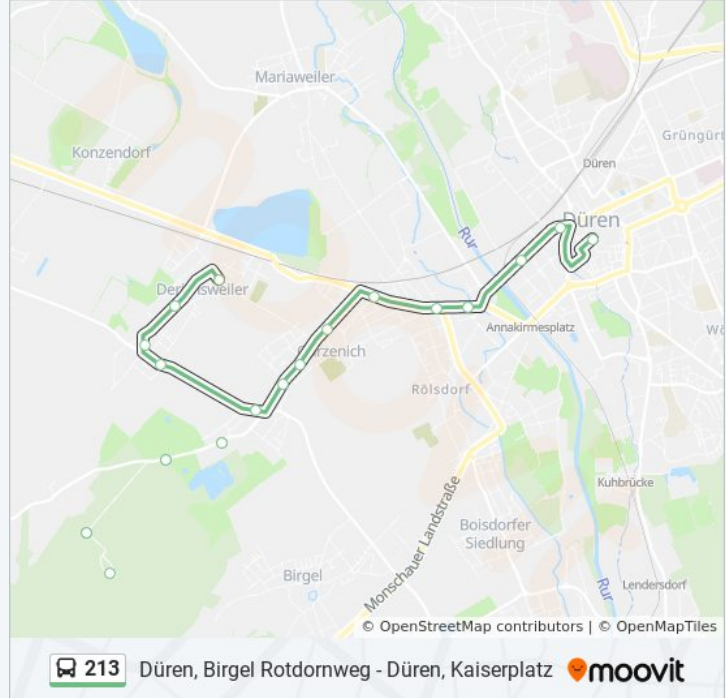 Mariaweiler
Konzendorf
Grüngürt
Düren
Düren
Rur
Annakirmesplatz
Rölsdorf
Kuhbrücke
Monschauer Landstraße
Boisdorfer
Siedlung
Birgel
Rur
Lendersdorf
© OpenStreetMap contributors | © OpenMapTiles
213 Düren, Birgel Rotdornweg - Düren, Kaiserplatz moovit